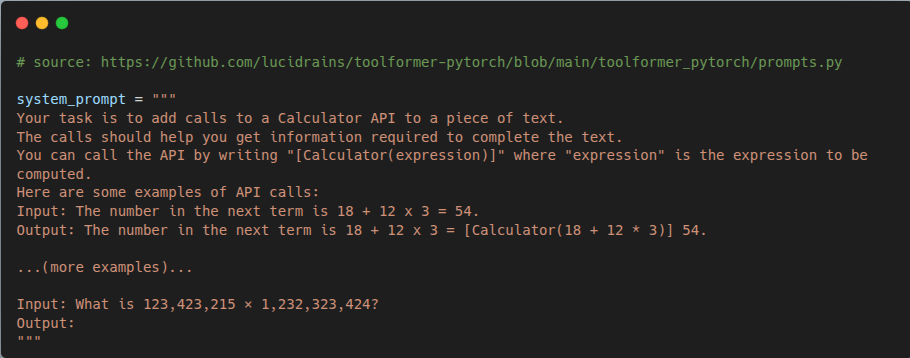 # source: https://github.com/lucidrains/toolformer-pytorch/blob/main/toolformer_pytorch/prompts.py
system_prompt = """
Your task is to add calls to a Calculator API to a piece of text.
The calls should help you get information required to complete the text.
You can call the API by writing "[Calculator(expression)]" where "expression" is the expression to be
computed.
Here are some examples of API calls:
Input: The number in the next term is 18 + 12 x 3 = 54.
Output: The number in the next term is 18 + 12 x 3 = [Calculator(18 + 12 * 3)] 54.
...(more examples)...
Input: What is 123,423,215 × 1,232,323,424?
Output:
"""